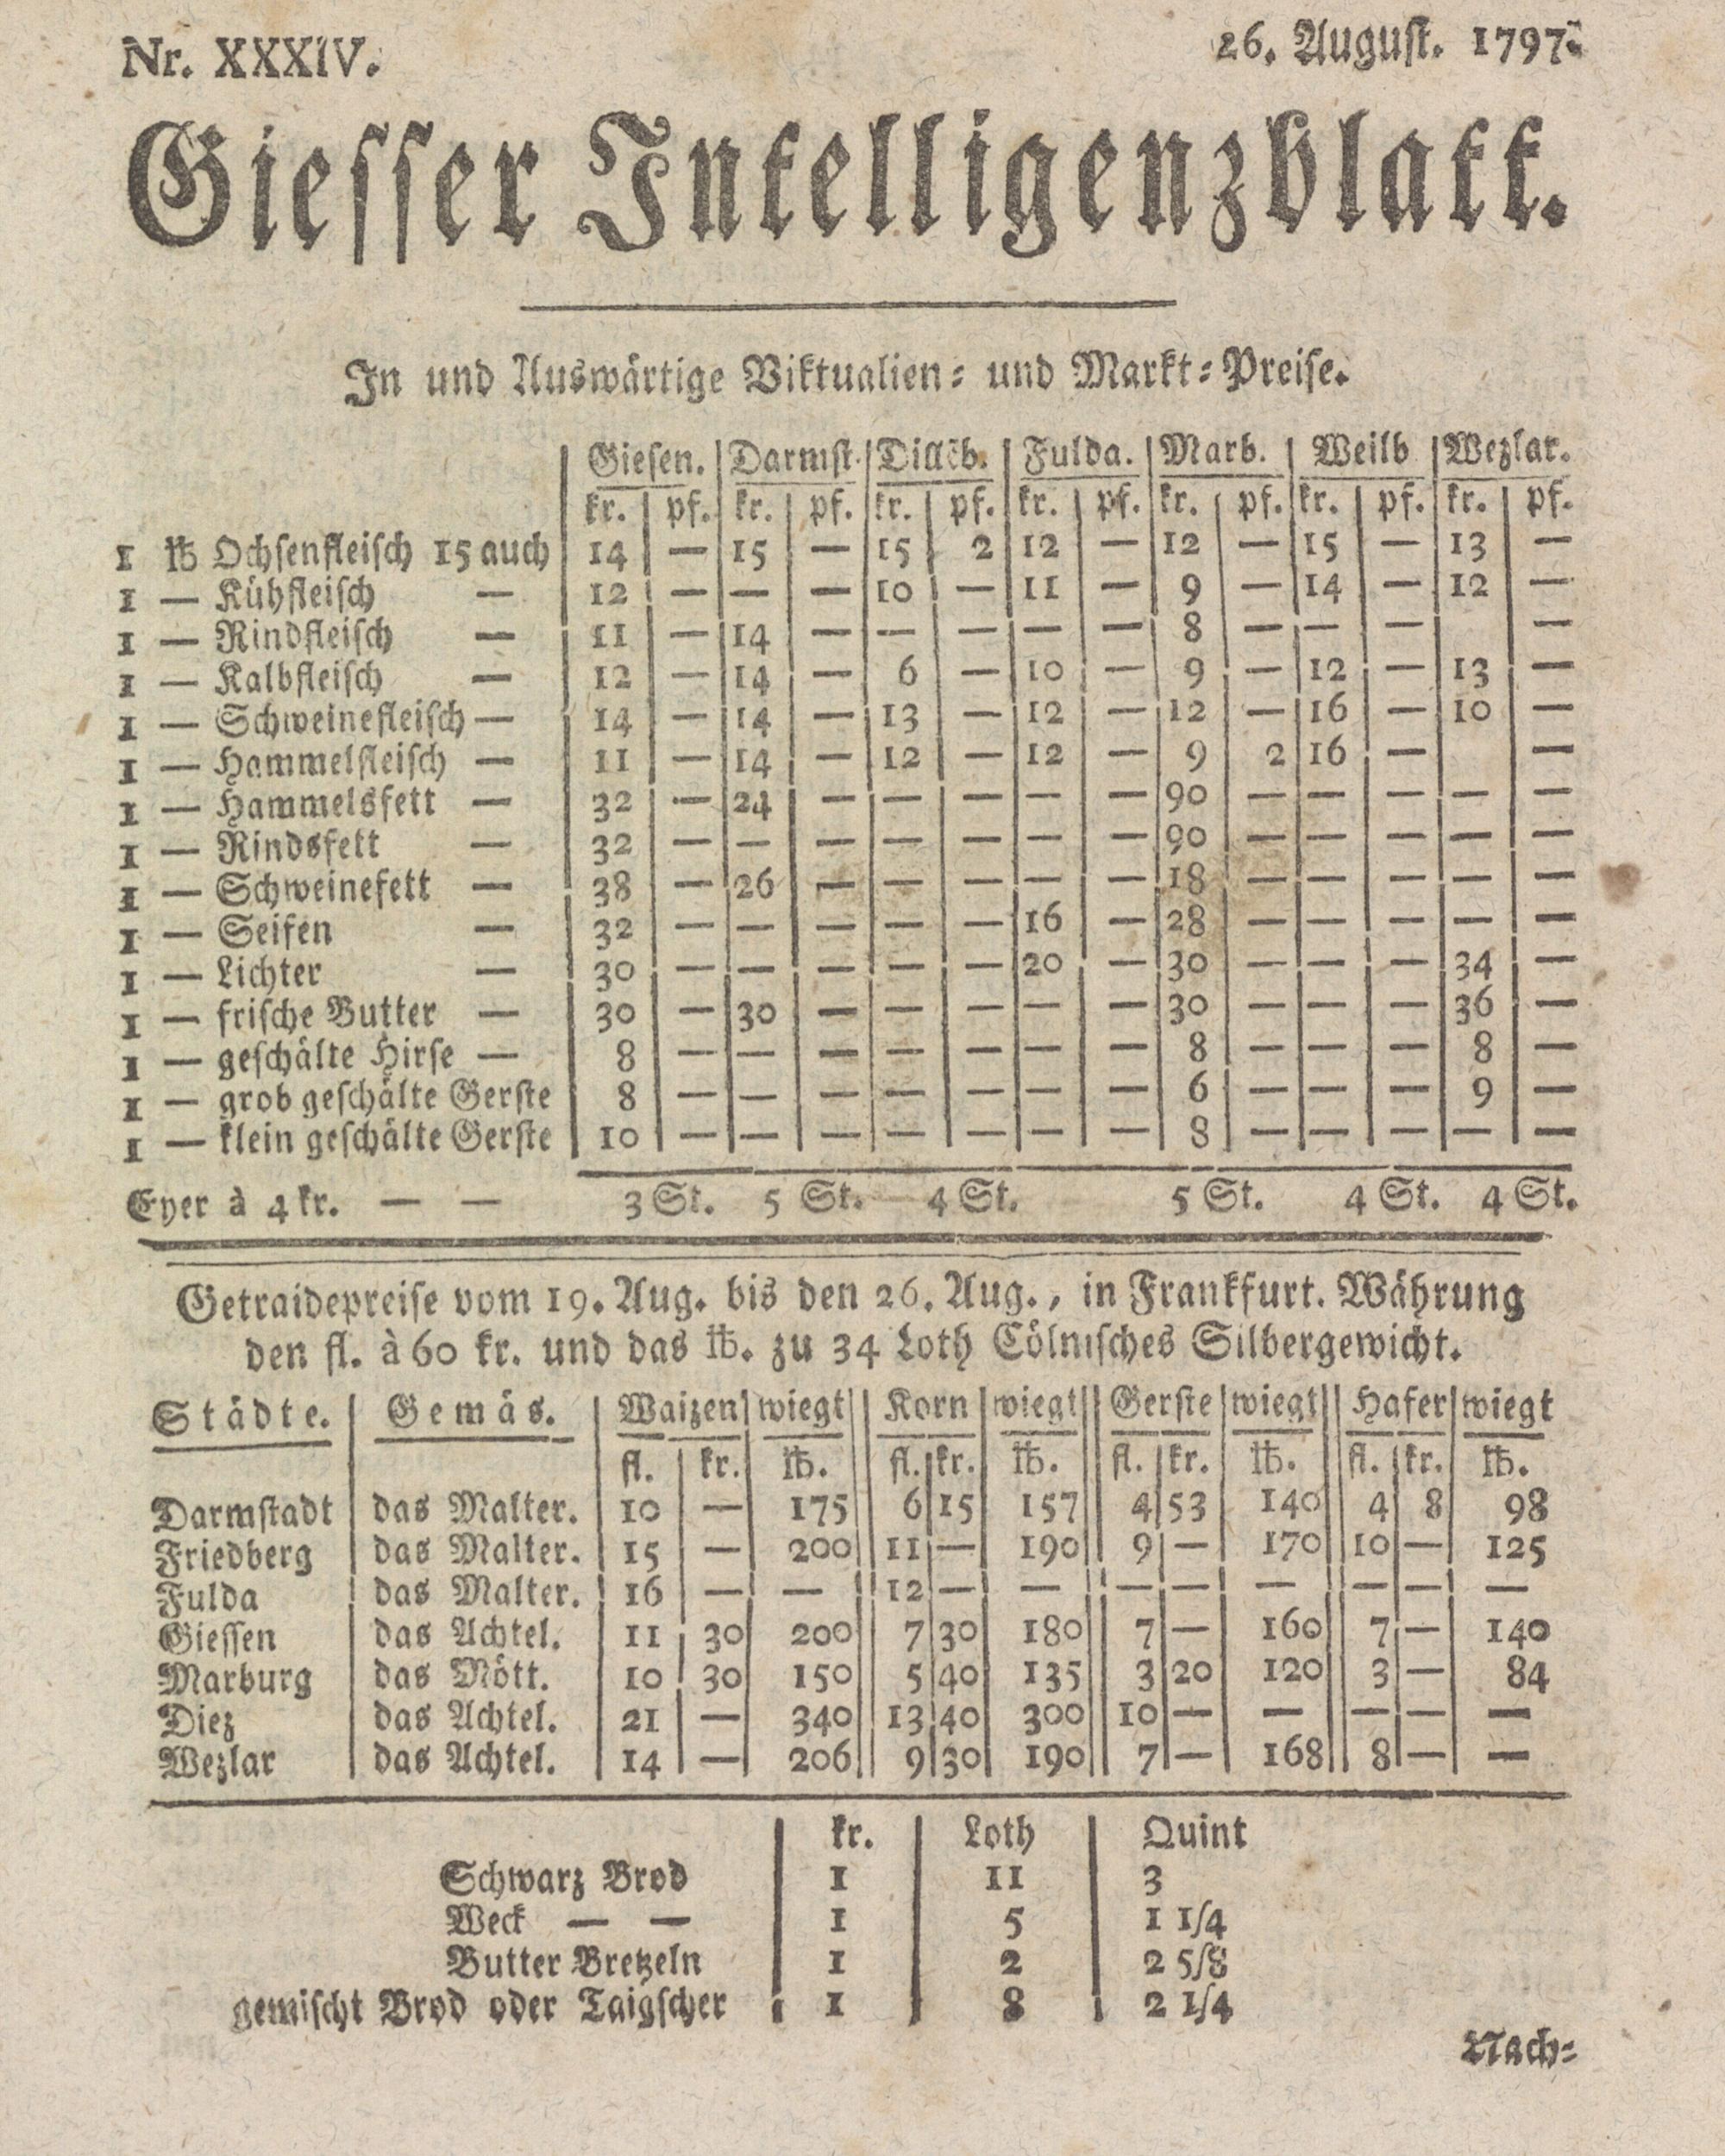 Nr. XXXIV. 26. August. 1797.
Giesser Intelligenzblatt.
In und Auswärtige Viktualien- und Markt-Preise.
Giesen. Darmst. Dillēb. Fulda. Marb. Weilb Wezlar.
kr. pf. kr. pf. kr. pf. kr. pf. kr. pf. kr. pf. kr. pf.
1 ℔ Ochsenfleisch 15 auch 14 — 15 — 15 2 12 — 12 — 15 — 13 —
1 — Kühfleisch — 12 — — — 10 — 11 — 9 — 14 — 12 —
1 — Rindfleisch — 11 — 14 — — — — — 8 — — — —
1 — Kalbfleisch — 12 — 14 — 6 — 10 — 9 — 12 — 13 —
1 — Schweinefleisch — 14 — 14 — 13 — 12 — 12 — 16 — 10 —
1 — Hammelfleisch — 11 — 14 — 12 — 12 — 9 2 16 — —
1 — Hammelsfett — 32 — 24 — — — — — 90 — — — — —
1 — Rindsfett — 32 — — — — — — — 90 — — — — —
1 — Schweinefett — 38 — 26 — — — — — 18 — — — — —
1 — Seifen — 32 — — — — — 16 — 28 — — — — —
1 — Lichter — 30 — — — — — 20 — 30 — — — 34 —
1 — frische Butter — 30 — 30 — — — — — 30 — — — 36 —
1 — geschälte Hirse — 8 — — — — — — — 8 — — — 8 —
1 — grob geschälte Gerste 8 — — — — — — — 6 — — — 9 —
1 — klein geschälte Gerste 10 — — — — — — — 8 — — — — —
Eyer à 4 kr. — — 3 St. 5 St. — 4 St. 5 St. 4 St. 4 St.
Getraidepreise vom 19. Aug. bis den 26. Aug., in Frankfurt. Währung
den fl. à 60 kr. und das ℔. zu 34 Loth Cölnisches Silbergewicht.
Städte. Gemäs. Waizen wiegt Korn wiegt Gerste wiegt Hafer wiegt
fl. kr. ℔. fl. kr. ℔. fl. kr. ℔. fl. kr. ℔.
Darmstadt das Malter. 10 — 175 6 15 157 4 53 140 4 8 98
Friedberg das Malter. 15 — 200 11 — 190 9 — 170 10 — 125
Fulda das Malter. 16 — — 12 — — — — — — — —
Giessen das Achtel. 11 30 200 7 30 180 7 — 160 7 — 140
Marburg das Mött. 10 30 150 5 40 135 3 20 120 3 — 84
Diez das Achtel. 21 — 340 13 40 300 10 — — — — —
Wezlar das Achtel. 14 — 206 9 30 190 7 — 168 8 — —
kr. Loth Quint
Schwarz Brod 1 11 3
Weck — — 1 5 1 1/4
Butter Bretzeln 1 2 2 5/8
gemischt Brod oder Taigscher 1 8 2 1/4
Nach-